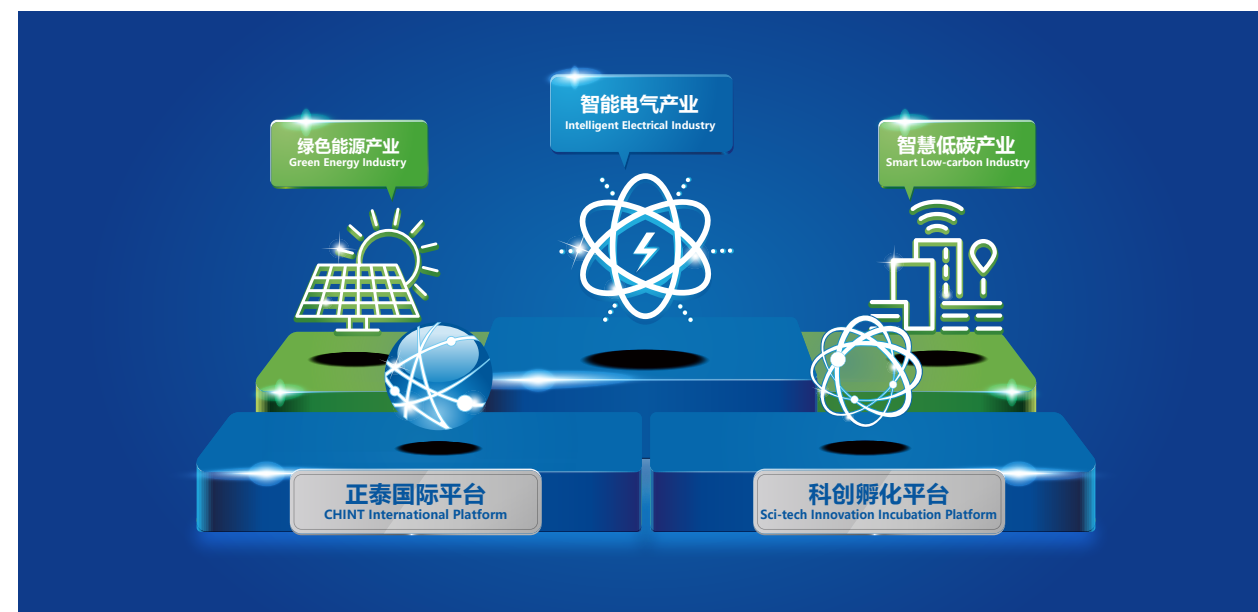 智能电气产业
Intelligent Electrical Industry
绿色能源产业
Green Energy Industry
智慧低碳产业
Smart Low-carbon Industry
正泰国际平台
CHINT International Platform
科创孵化平台
Sci-tech Innovation Incubation Platform